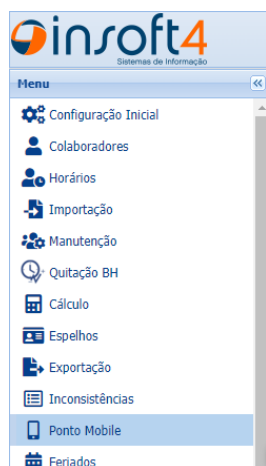 insoft4
Sistemas de Informação
Menu
Configuração Inicial
Colaboradores
Horários
Importação
Manutenção
Quitação BH
Cálculo
Espelhos
Exportação
Inconsistências
Ponto Mobile
Feriados